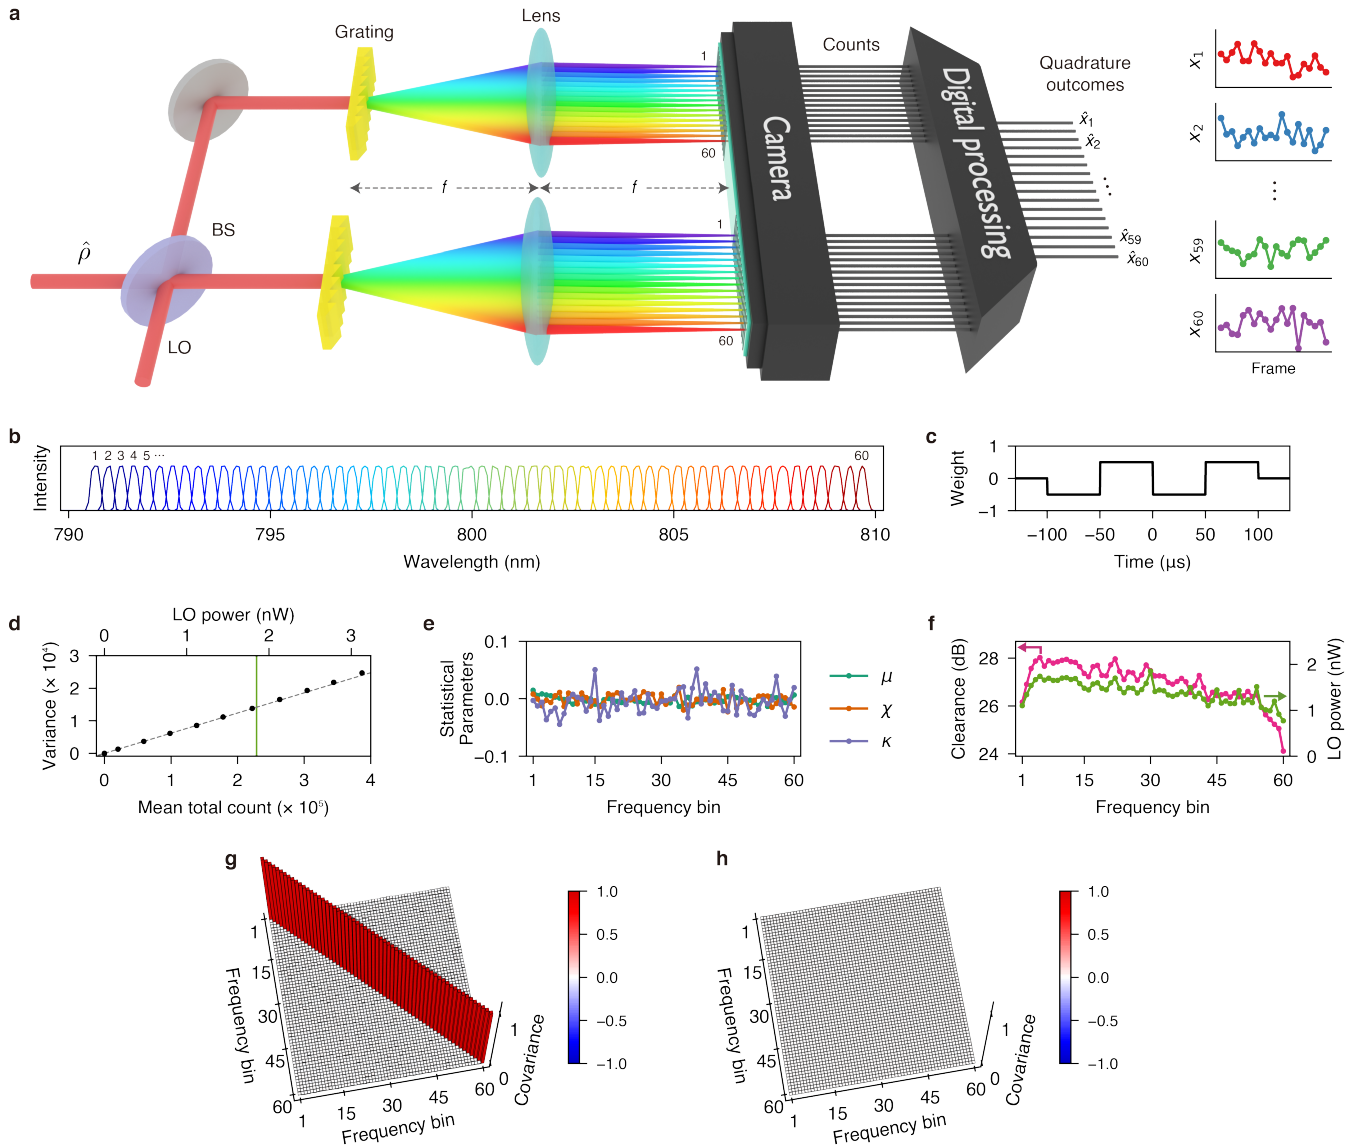 a
Grating
Lens
1
60
Camera
Counts
Digital processing
Quadrature
outcomes
x̂1
x̂2
⋮
x̂59
x̂60
x1
x2
⋮
x59
x60
Frame
f
f
ρ̂
BS
LO
1
60
b
Intensity
1 2 3 4 5 ···
60
790 795 800 805 810
Wavelength (nm)
c
Weight
1
0
−1
−100 −50 0 50 100
Time (µs)
d
LO power (nW)
0 1 2 3
Variance (× 10⁴)
3
2
1
0
0 1 2 3 4
Mean total count (× 10⁵)
e
Statistical
Parameters
0.1
0.0
−0.1
1 15 30 45 60
Frequency bin
μ
χ
κ
f
Clearance (dB)
28
26
24
1 15 30 45 60
Frequency bin
2
1
0
LO power (nW)
g
1
15
30
45
60
Frequency bin
1 15 30 45 60
Frequency bin
1
0
Covariance
1.0
0.5
0.0
−0.5
−1.0
h
1
15
30
45
60
Frequency bin
1 15 30 45 60
Frequency bin
1
0
Covariance
1.0
0.5
0.0
−0.5
−1.0